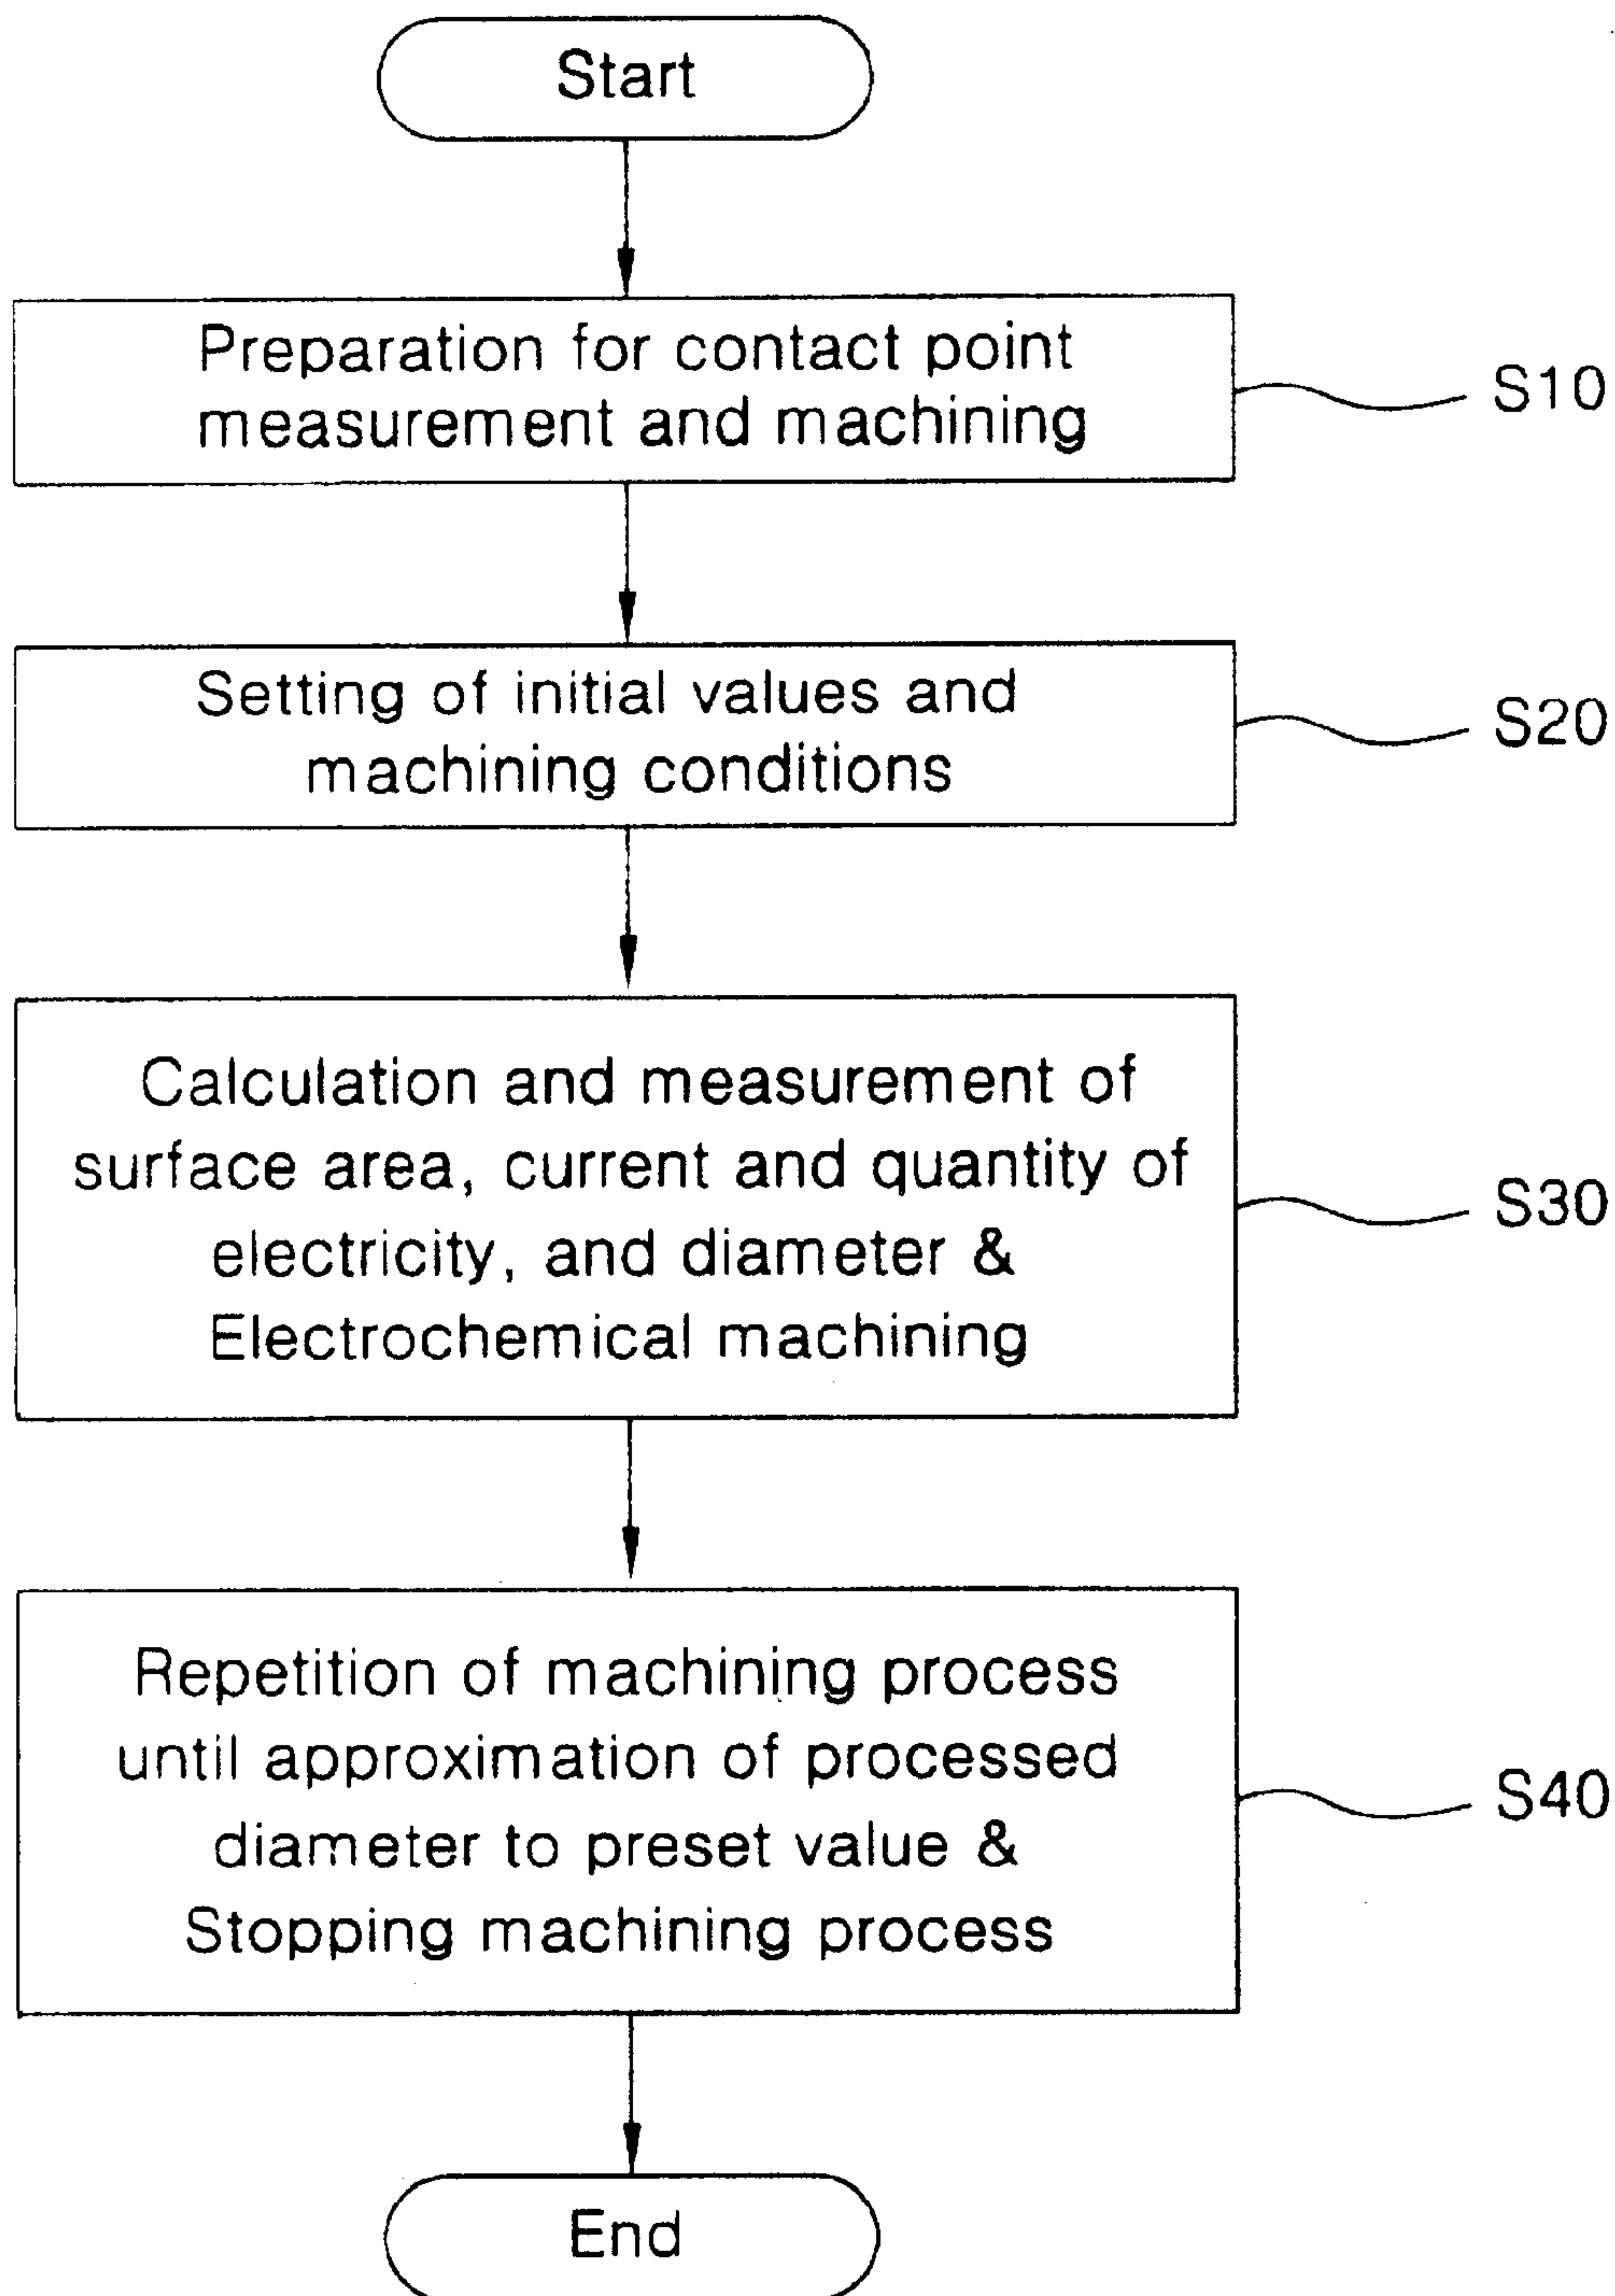 Start
Preparation for contact point
measurement and machining
S10
Setting of initial values and
machining conditions
S20
Calculation and measurement of
surface area, current and quantity of
electricity, and diameter &
Electrochemical machining
S30
Repetition of machining process
until approximation of processed
diameter to preset value &
Stopping machining process
S40
End